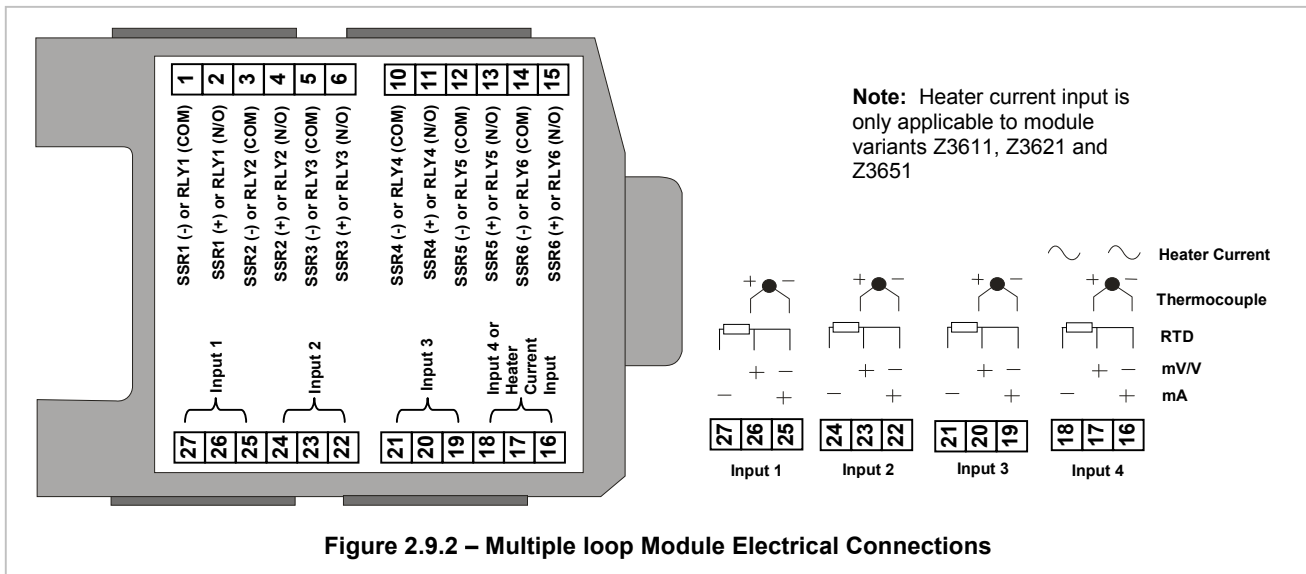 1 2 3 4 5 6
10 11 12 13 14 15
SSR1 (-) or RLY1 (COM)
SSR1 (+) or RLY1 (N/O)
SSR2 (-) or RLY2 (COM)
SSR2 (+) or RLY2 (N/O)
SSR3 (-) or RLY3 (COM)
SSR3 (+) or RLY3 (N/O)
SSR4 (-) or RLY4 (COM)
SSR4 (+) or RLY4 (N/O)
SSR5 (-) or RLY5 (COM)
SSR5 (+) or RLY5 (N/O)
SSR6 (-) or RLY6 (COM)
SSR6 (+) or RLY6 (N/O)
Input 1
Input 2
Input 3
Input 4 or
Heater
Current
Input
27 26 25 24 23 22
21 20 19 18 17 16
Note: Heater current input is
only applicable to module
variants Z3611, Z3621 and
Z3651
Heater Current
+ − + − + − + − Thermocouple
RTD
+ − + − + − + − mV/V
− + − + − + − + mA
27 26 25 24 23 22 21 20 19 18 17 16
Input 1 Input 2 Input 3 Input 4
Figure 2.9.2 – Multiple loop Module Electrical Connections